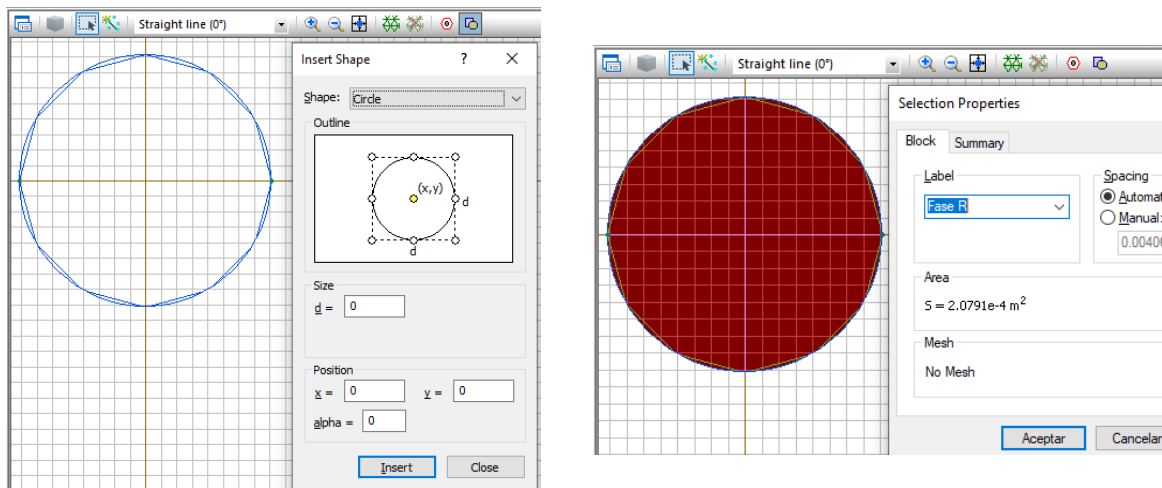 Straight line (0°)
Insert Shape ? X
Shape: Circle
Outline
(x,y)
d
d
Size
d = 0
Position
x = 0 y = 0
alpha = 0
Insert Close
Straight line (0°)
Selection Properties
Block Summary
Label
Fase R
Spacing
Automat
Manual:
0.00400
Area
S = 2.0791e-4 m²
Mesh
No Mesh
Aceptar Cancelar